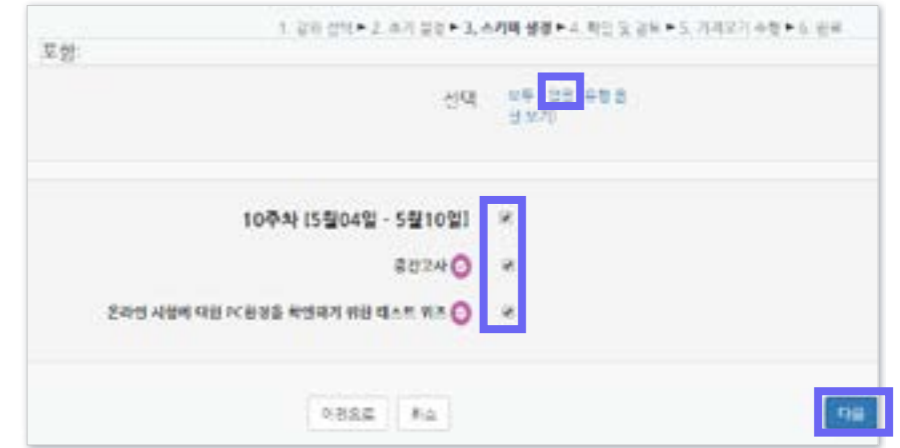 1. 강좌 선택 ▶ 2. 초기 설정 ▶ 3. 스키마 설정 ▶ 4. 확인 및 검토 ▶ 5. 가져오기 수행 ▶ 6. 완료
포함:
선택 모두 없음 유형 옵
션 보기
10주차 [5월04일 - 5월10일]
중간고사
온라인 시험에 대한 PC환경을 확인하기 위한 테스트 퀴즈
이전으로 취소 다음